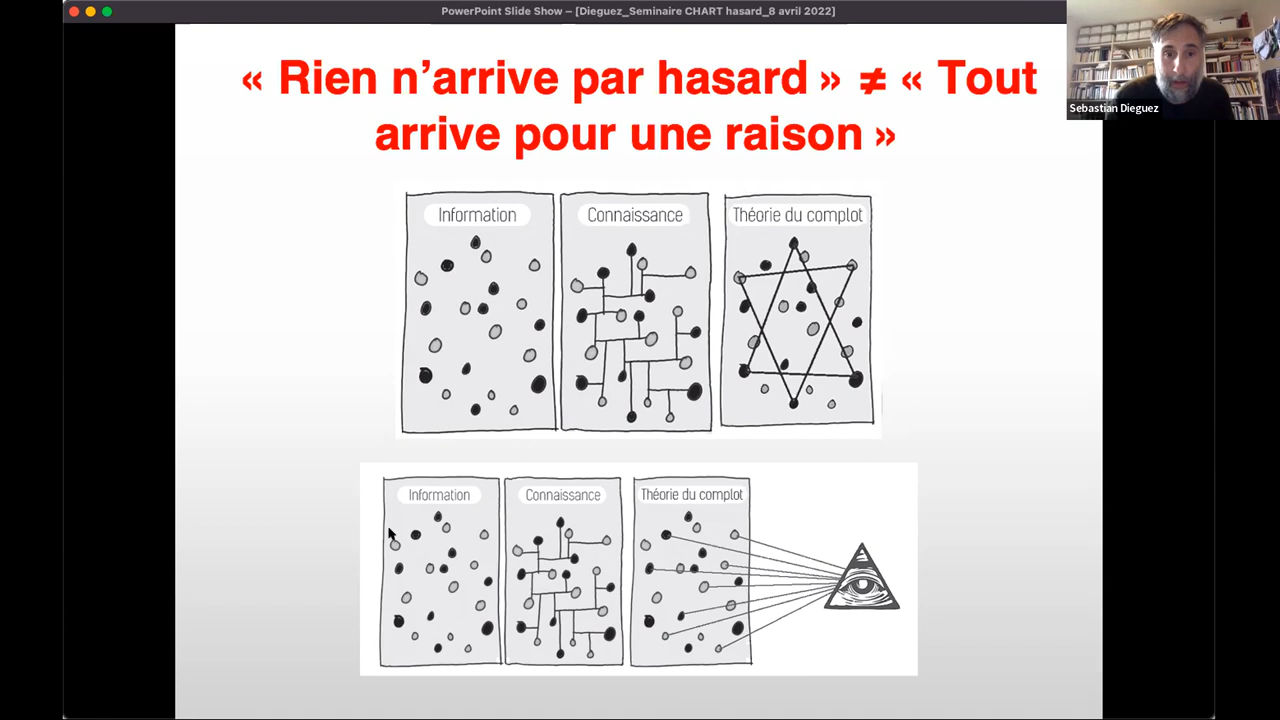 PowerPoint Slide Show – [Dieguez_Seminaire CHART hasard_8 avril 2022]
Sebastian Dieguez
« Rien n’arrive par hasard » ≠ « Tout
arrive pour une raison »
Information
Connaissance
Théorie du complot
Information
Connaissance
Théorie du complot